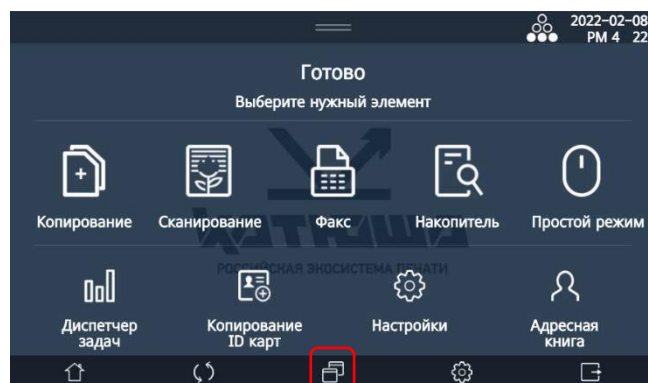 2022-02-08
PM 4 22
Готово
Выберите нужный элемент
Копирование Сканирование Факс Накопитель Простой режим
катюша
РОССИЙСКАЯ ЭКОСИСТЕМА ПЕЧАТИ
Диспетчер задач Копирование ID карт Настройки Адресная книга